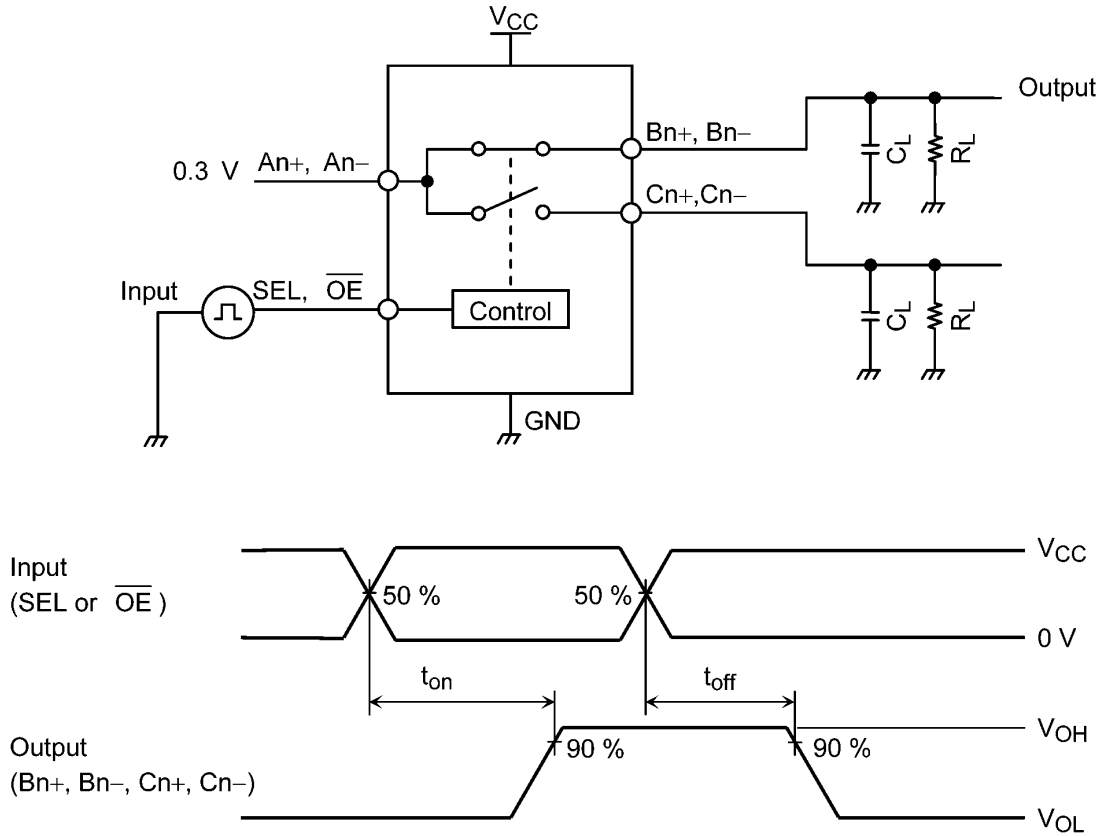 VCC
Output
Bn+, Bn−
0.3 V An+, An−
CL RL
Cn+,Cn−
Input SEL, OE
Control
CL RL
GND
Input
(SEL or OE )
50 % 50 %
VCC
0 V
ton toff
Output
(Bn+, Bn−, Cn+, Cn−)
90 % 90 %
VOH
VOL